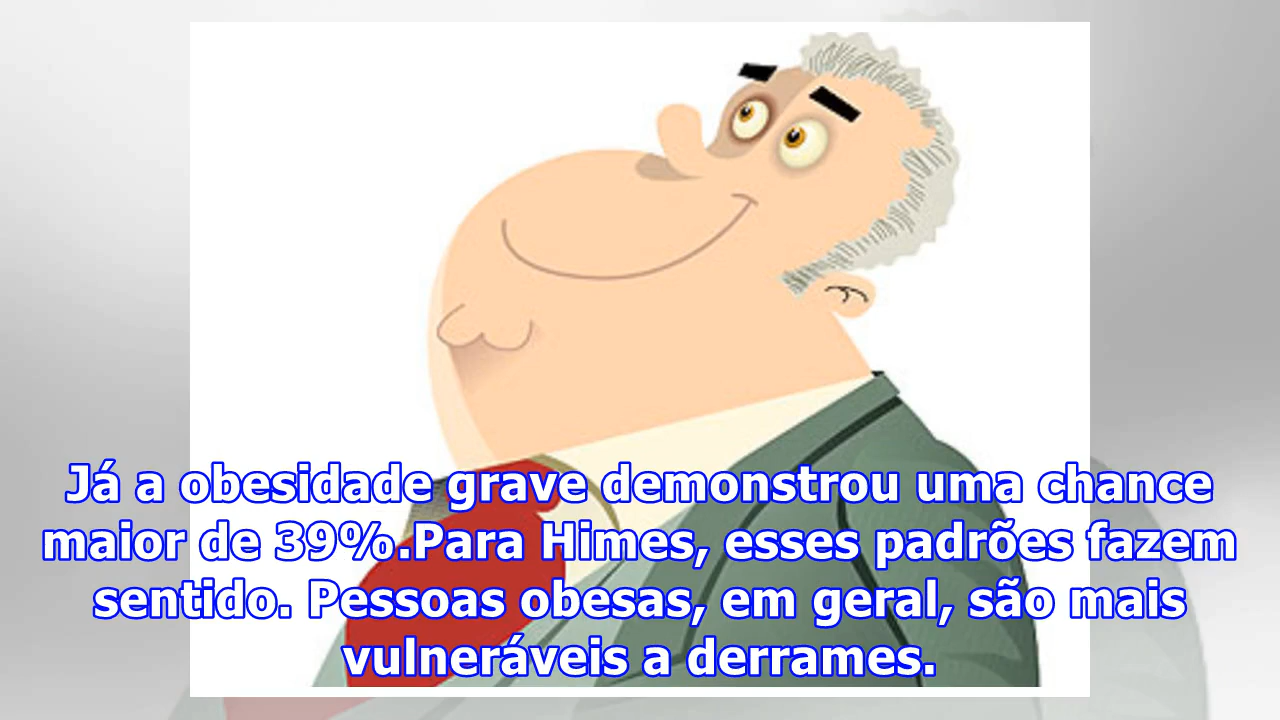 Já a obesidade grave demonstrou uma chance
maior de 39%.Para Himes, esses padrões fazem
sentido. Pessoas obesas, em geral, são mais
vulneráveis a derrames.